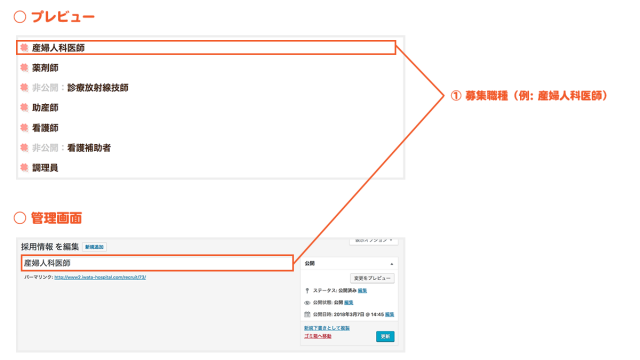 ○ プレビュー
産婦人科医師
薬剤師
非公開：診療放射線技師
助産師
看護師
非公開：看護補助者
調理員
① 募集職種（例: 産婦人科医師）
○ 管理画面
採用情報 を編集 新規追加
産婦人科医師
パーマリンク: http://www2.iwata-hospital.com/recruit/73/
公開
変更をプレビュー
ステータス: 公開済み 編集
公開状態: 公開 編集
公開日時: 2018年3月7日 @ 14:45 編集
新規下書きとして複製
ゴミ箱へ移動
更新